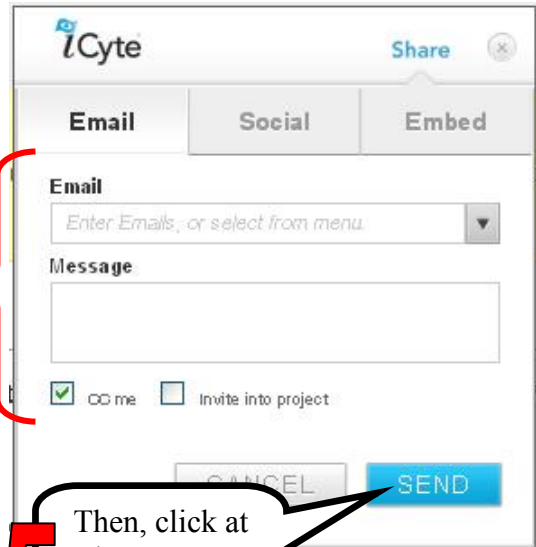 iCyte
Share
Email Social Embed
Email
Enter Emails, or select from menu.
Message
CC me Invite into project
CANCEL SEND
Then, click at